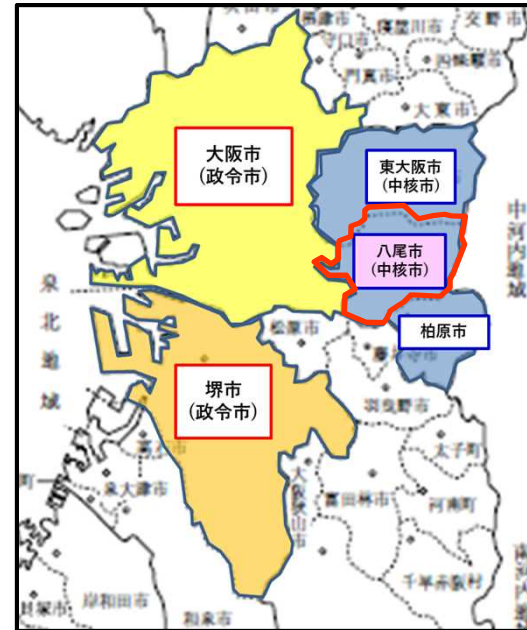 摂津市
寝屋川市
交野市
守口市
門真市
四條畷市
大東市
大阪市
(政令市)
東大阪市
(中核市)
中河内地域
八尾市
(中核市)
柏原市
泉北地域
松原市
堺市
(政令市)
羽曳野市
太子町
高石市
泉大津市
大阪狭山市
富田林市
河南町
千早赤阪村
岸和田市
和泉市
貝塚市